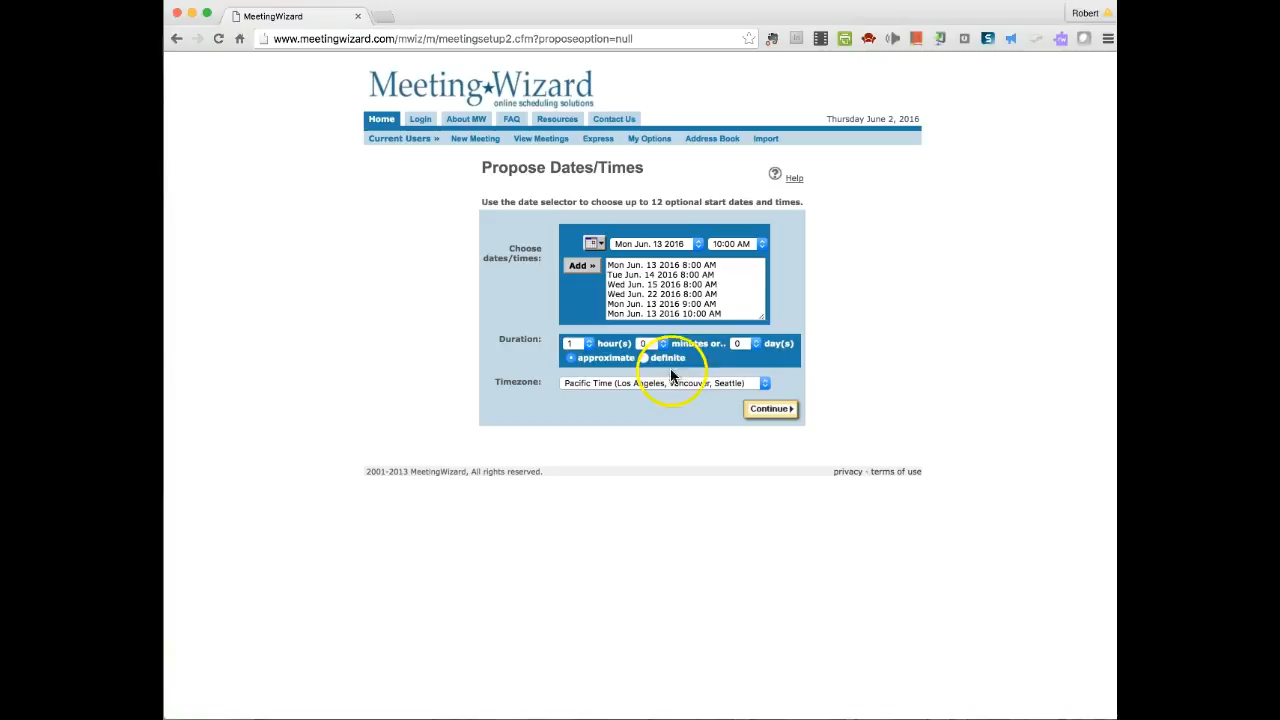 MeetingWizard
Robert
www.meetingwizard.com/mwiz/m/meetingsetup2.cfm?proposeoption=null
Meeting★Wizard
online scheduling solutions
Home Login About MW FAQ Resources Contact Us Thursday June 2, 2016
Current Users » New Meeting View Meetings Express My Options Address Book Import
Propose Dates/Times
? Help
Use the date selector to choose up to 12 optional start dates and times.
Choose dates/times:
Mon Jun. 13 2016 10:00 AM
Add »
Mon Jun. 13 2016 8:00 AM
Tue Jun. 14 2016 8:00 AM
Wed Jun. 15 2016 8:00 AM
Wed Jun. 22 2016 8:00 AM
Mon Jun. 13 2016 9:00 AM
Mon Jun. 13 2016 10:00 AM
Duration: 1 hour(s) 0 minutes or.. 0 day(s)
approximate definite
Timezone: Pacific Time (Los Angeles, Vancouver, Seattle)
Continue
2001-2013 MeetingWizard, All rights reserved. privacy - terms of use